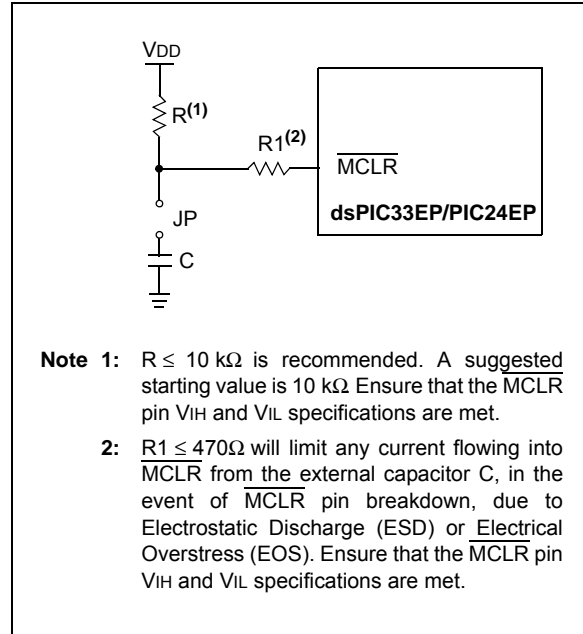 VDD
R(1)
R1(2)
MCLR
JP
dsPIC33EP/PIC24EP
C
Note 1: R ≤ 10 kΩ is recommended. A suggested
starting value is 10 kΩ Ensure that the MCLR
pin VIH and VIL specifications are met.
2: R1 ≤ 470Ω will limit any current flowing into
MCLR from the external capacitor C, in the
event of MCLR pin breakdown, due to
Electrostatic Discharge (ESD) or Electrical
Overstress (EOS). Ensure that the MCLR pin
VIH and VIL specifications are met.